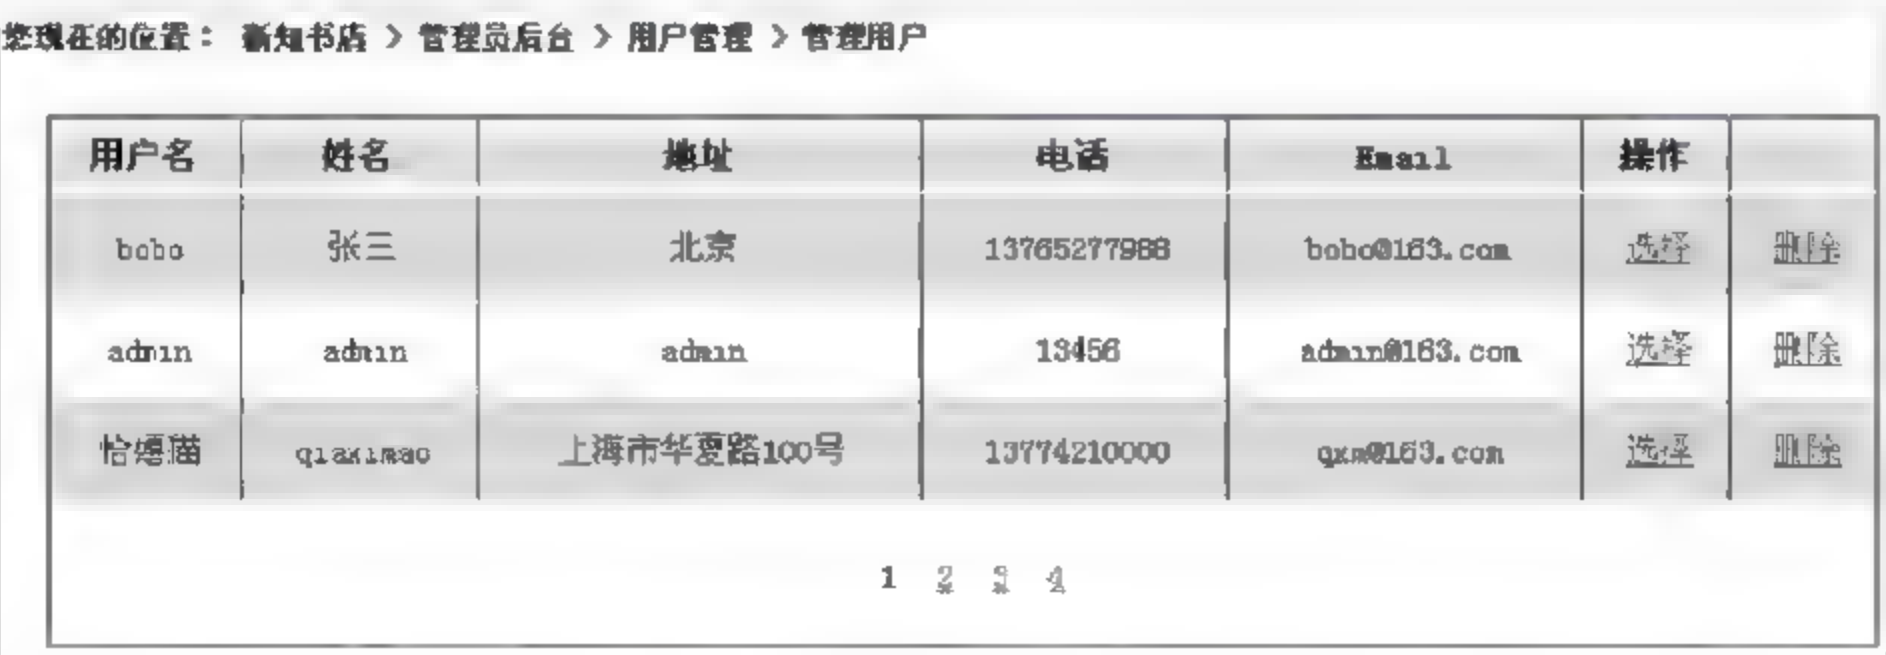 您现在的位置： 新知书店 > 管理员后台 > 用户管理 > 管理用户
用户名 姓名 地址 电话 Email 操作
bobo 张三 北京 13765277988 bobo@163.com 选择 删除
admin admin admin 13456 admin@163.com 选择 删除
qiaximao 上海市华夏路100号 13774210000 qxm@163.com 选择 删除
1 2 3 4